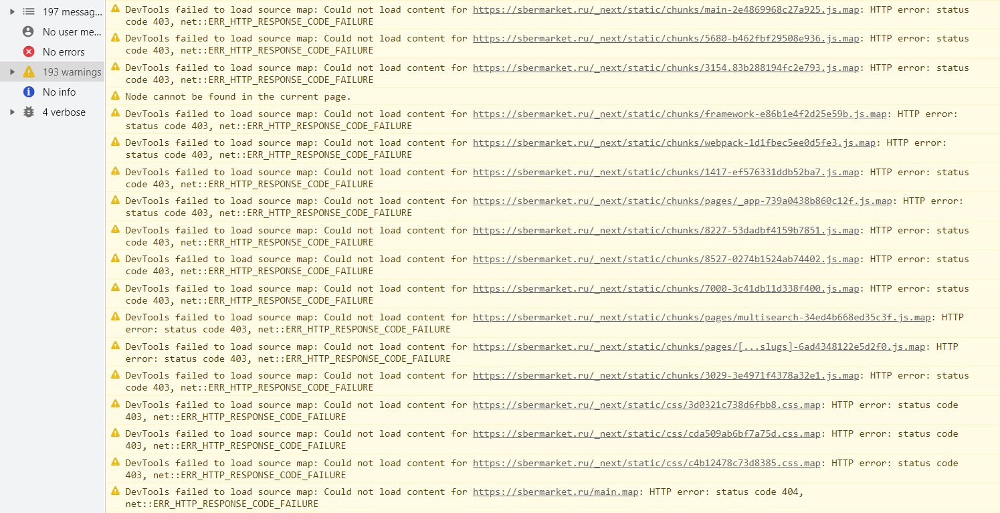 197 messag...
No user me...
No errors
193 warnings
No info
4 verbose
DevTools failed to load source map: Could not load content for https://sbermarket.ru/_next/static/chunks/main-2e4869968c27a925.js.map: HTTP error: status
code 403, net::ERR_HTTP_RESPONSE_CODE_FAILURE
DevTools failed to load source map: Could not load content for https://sbermarket.ru/_next/static/chunks/5680-b462fbf29508e936.js.map: HTTP error: status
code 403, net::ERR_HTTP_RESPONSE_CODE_FAILURE
DevTools failed to load source map: Could not load content for https://sbermarket.ru/_next/static/chunks/3154.83b288194fc2e793.js.map: HTTP error: status
code 403, net::ERR_HTTP_RESPONSE_CODE_FAILURE
Node cannot be found in the current page.
DevTools failed to load source map: Could not load content for https://sbermarket.ru/_next/static/chunks/framework-e86b1e4f2d25e59b.js.map: HTTP error:
status code 403, net::ERR_HTTP_RESPONSE_CODE_FAILURE
DevTools failed to load source map: Could not load content for https://sbermarket.ru/_next/static/chunks/webpack-1d1fbec5ee0d5fe3.js.map: HTTP error:
status code 403, net::ERR_HTTP_RESPONSE_CODE_FAILURE
DevTools failed to load source map: Could not load content for https://sbermarket.ru/_next/static/chunks/1417-ef576331ddb52ba7.js.map: HTTP error: status
code 403, net::ERR_HTTP_RESPONSE_CODE_FAILURE
DevTools failed to load source map: Could not load content for https://sbermarket.ru/_next/static/chunks/pages/_app-739a0438b860c12f.js.map: HTTP error:
status code 403, net::ERR_HTTP_RESPONSE_CODE_FAILURE
DevTools failed to load source map: Could not load content for https://sbermarket.ru/_next/static/chunks/8227-53dadbf4159b7851.js.map: HTTP error: status
code 403, net::ERR_HTTP_RESPONSE_CODE_FAILURE
DevTools failed to load source map: Could not load content for https://sbermarket.ru/_next/static/chunks/8527-0274b1524ab74402.js.map: HTTP error: status
code 403, net::ERR_HTTP_RESPONSE_CODE_FAILURE
DevTools failed to load source map: Could not load content for https://sbermarket.ru/_next/static/chunks/7000-3c41db11d338f400.js.map: HTTP error: status
code 403, net::ERR_HTTP_RESPONSE_CODE_FAILURE
DevTools failed to load source map: Could not load content for https://sbermarket.ru/_next/static/chunks/pages/multisearch-34ed4b668ed35c3f.js.map: HTTP
error: status code 403, net::ERR_HTTP_RESPONSE_CODE_FAILURE
DevTools failed to load source map: Could not load content for https://sbermarket.ru/_next/static/chunks/pages/[...slugs]-6ad4348122e5d2f0.js.map: HTTP
error: status code 403, net::ERR_HTTP_RESPONSE_CODE_FAILURE
DevTools failed to load source map: Could not load content for https://sbermarket.ru/_next/static/chunks/3029-3e4971f4378a32e1.js.map: HTTP error: status
code 403, net::ERR_HTTP_RESPONSE_CODE_FAILURE
DevTools failed to load source map: Could not load content for https://sbermarket.ru/_next/static/css/3d0321c738d6fbb8.css.map: HTTP error: status code
403, net::ERR_HTTP_RESPONSE_CODE_FAILURE
DevTools failed to load source map: Could not load content for https://sbermarket.ru/_next/static/css/cda509ab6bf7a75d.css.map: HTTP error: status code
403, net::ERR_HTTP_RESPONSE_CODE_FAILURE
DevTools failed to load source map: Could not load content for https://sbermarket.ru/_next/static/css/c4b12478c73d8385.css.map: HTTP error: status code
403, net::ERR_HTTP_RESPONSE_CODE_FAILURE
DevTools failed to load source map: Could not load content for https://sbermarket.ru/main.map: HTTP error: status code 404,
net::ERR_HTTP_RESPONSE_CODE_FAILURE